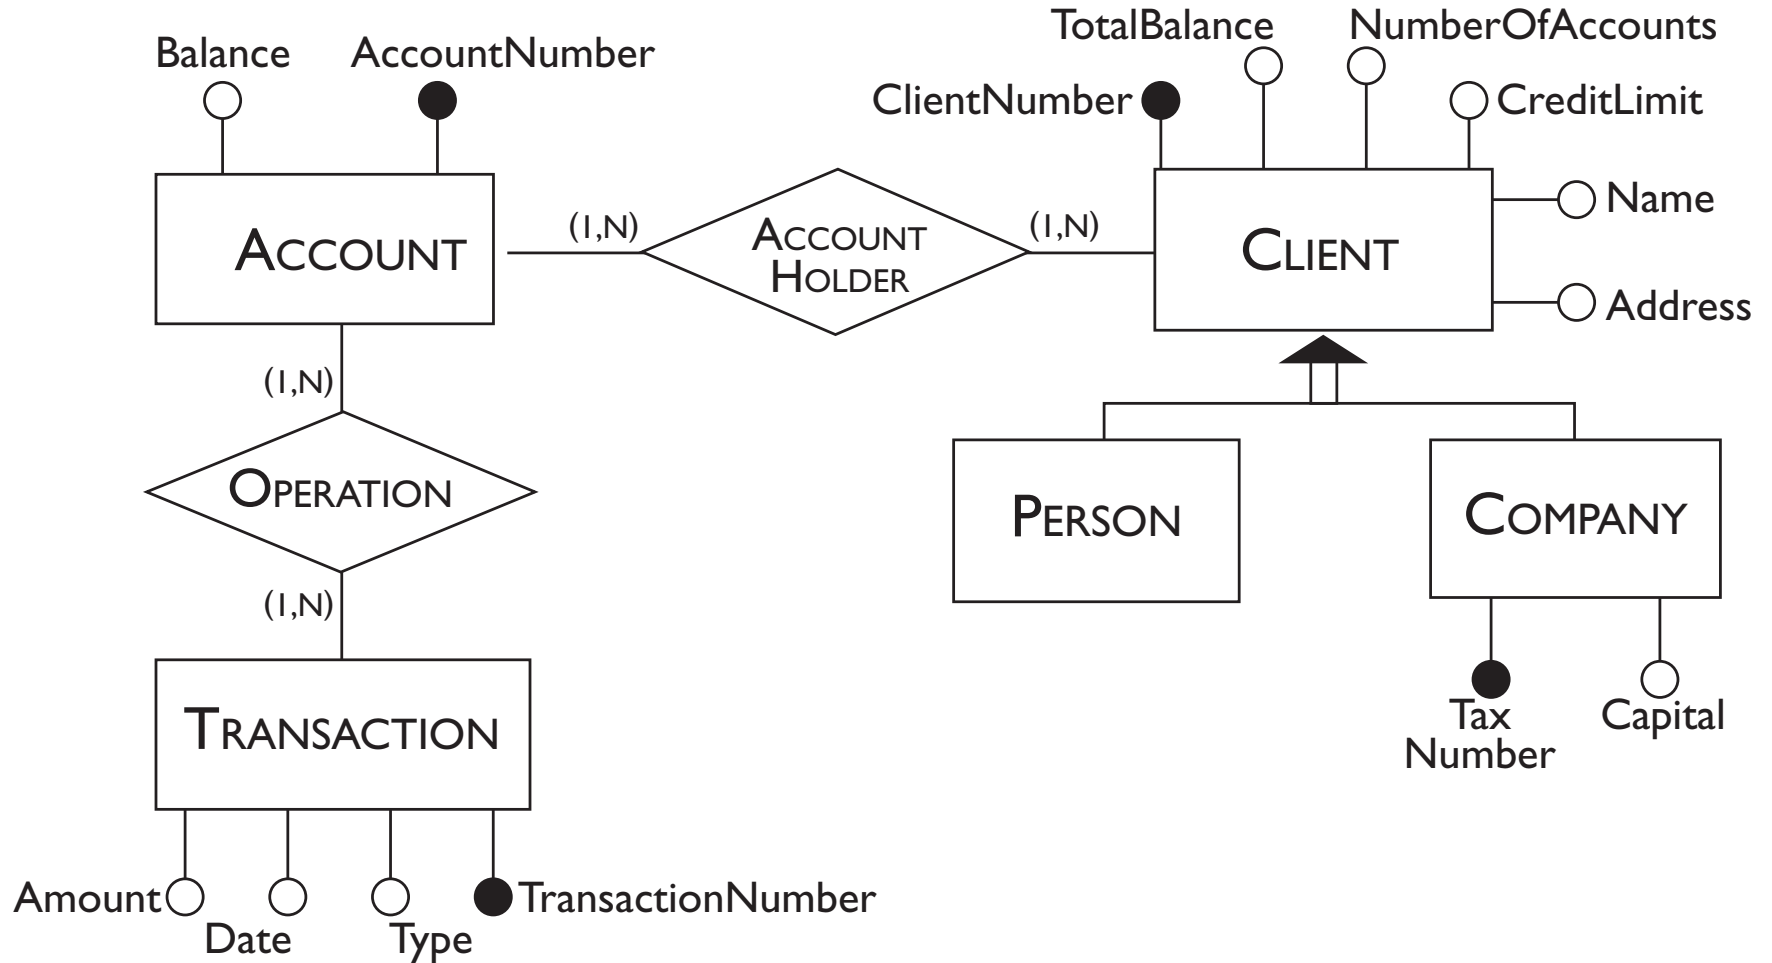 TotalBalance NumberOfAccounts
Balance AccountNumber
ClientNumber CreditLimit
Name
(1,N) (1,N)
ACCOUNT
ACCOUNT
HOLDER
CLIENT
Address
(1,N)
OPERATION
PERSON
COMPANY
(1,N)
TRANSACTION
Tax
Number
Capital
Amount
Date
Type
TransactionNumber